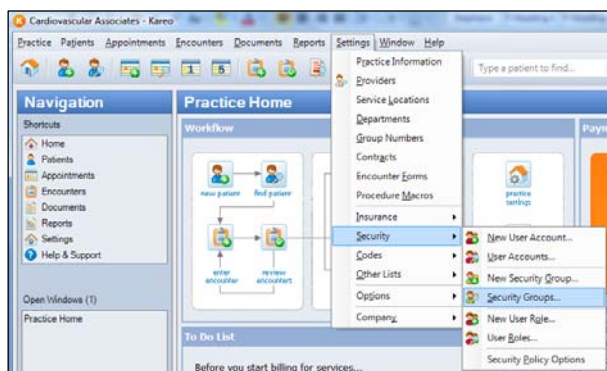 Cardiovascular Associates - Kareo
Practice Patients Appointments Encounters Documents Reports Settings Window Help
Type a patient to find...
Navigation
Shortcuts
Home
Patients
Appointments
Encounters
Documents
Reports
Settings
Help & Support
Open Windows (1)
Practice Home
Practice Home
Workflow
new patient
find patient
enter encounter
review encounters
practice settings
To Do List
Before you start billing for services...
Practice Information
Providers
Service Locations
Departments
Group Numbers
Contracts
Encounter Forms
Procedure Macros
Insurance
Security
Codes
Other Lists
Options
Company
New User Account...
User Accounts...
New Security Group...
Security Groups...
New User Role...
User Roles...
Security Policy Options